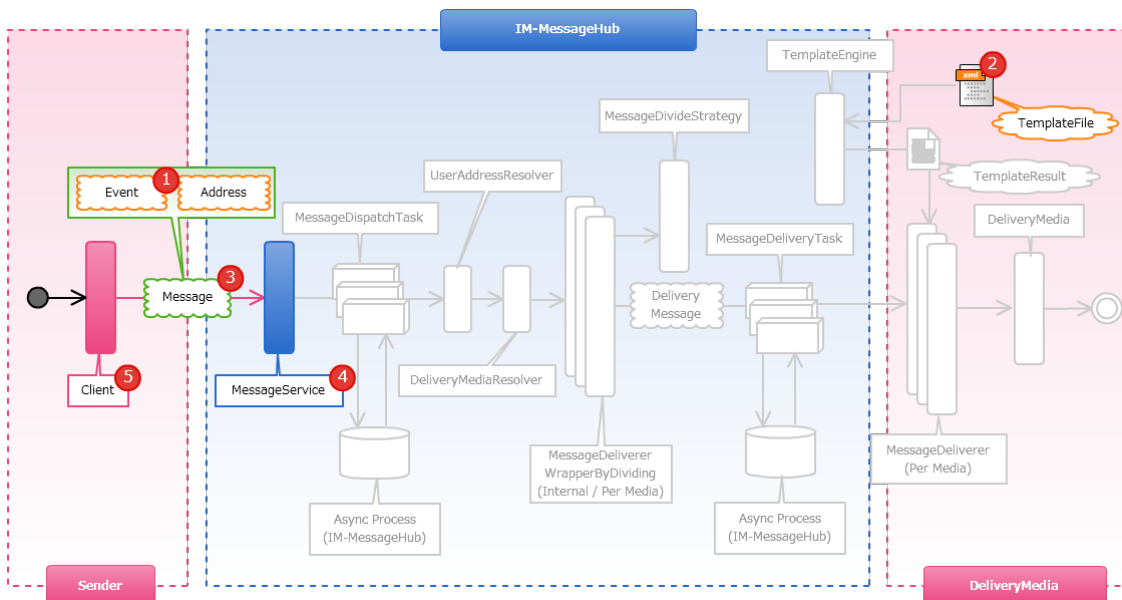 IM-MessageHub
TemplateEngine
2
xml
TemplateFile
MessageDivideStrategy
TemplateResult
1
Event
Address
UserAddressResolver
MessageDispatchTask
DeliveryMedia
MessageDeliveryTask
3
Message
Delivery
Message
5
Client
4
MessageService
DeliveryMediaResolver
MessageDeliverer
WrapperByDividing
(Internal / Per Media)
MessageDeliverer
(Per Media)
Async Process
(IM-MessageHub)
Async Process
(IM-MessageHub)
Sender
DeliveryMedia